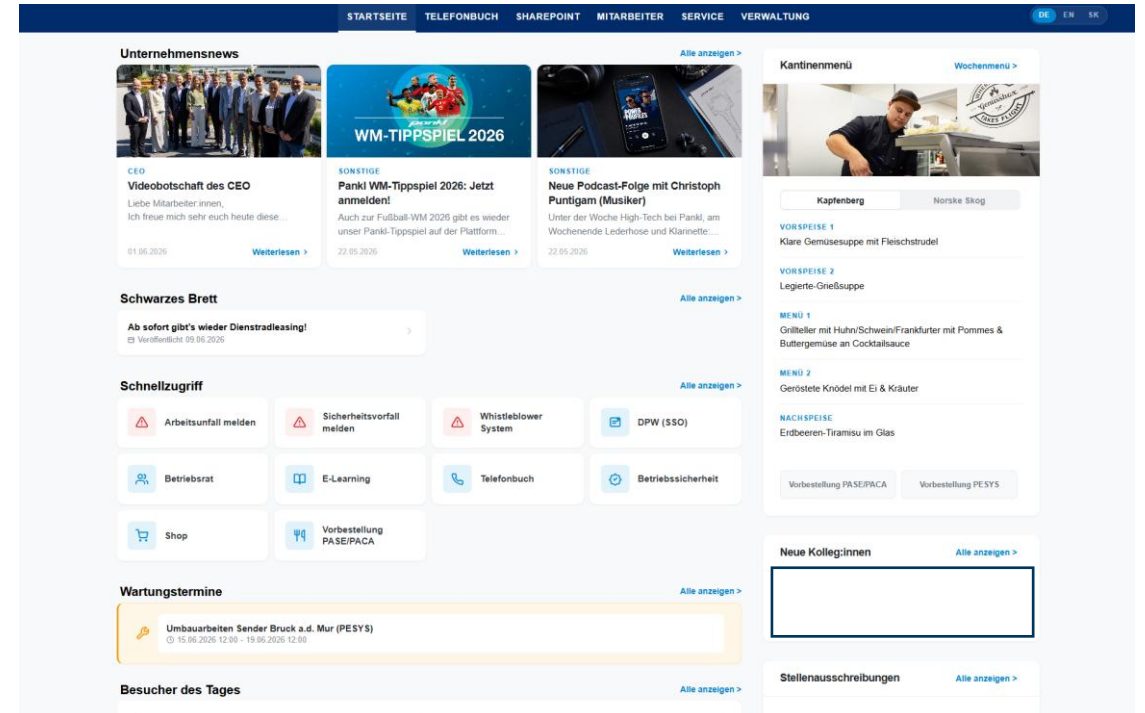 STARTSEITE TELEFONBUCH SHAREPOINT MITARBEITER SERVICE VERWALTUNG
DE EN SK
Unternehmensnews
Alle anzeigen >
pankl
WM-TIPPSPIEL 2026
CEO
Videobotschaft des CEO
Liebe Mitarbeiter:innen,
Ich freue mich sehr euch heute diese...
01.06.2026
Weiterlesen >
SONSTIGE
Pankl WM-Tippspiel 2026: Jetzt
anmelden!
Auch zur Fußball-WM 2026 gibt es wieder
unser Pankl-Tippspiel auf der Plattform...
22.05.2026
Weiterlesen >
SONSTIGE
Neue Podcast-Folge mit Christoph
Puntigam (Musiker)
Unter der Woche High-Tech bei Pankl, am
Wochenende Lederhose und Klarinette:...
22.05.2026
Weiterlesen >
Schwarzes Brett
Alle anzeigen >
Ab sofort gibt's wieder Dienstradleasing!
Veröffentlicht 09.06.2026
Schnellzugriff
Alle anzeigen >
Arbeitsunfall melden
Sicherheitsvorfall
melden
Whistleblower
System
DPW (SSO)
Betriebsrat
E-Learning
Telefonbuch
Betriebssicherheit
Shop
Vorbestellung
PASE/PACA
Wartungstermine
Alle anzeigen >
Umbauarbeiten Sender Bruck a.d. Mur (PESYS)
15.06.2026 12:00 - 19.06.2026 12:00
Besucher des Tages
Alle anzeigen >
Kantinenmenü
Wochenmenü >
Genussbox
TAKES FLIGHT
Kapfenberg
Norske Skog
VORSPEISE 1
Klare Gemüsesuppe mit Fleischstrudel
VORSPEISE 2
Legierte-Grießsuppe
MENÜ 1
Grillteller mit Huhn/Schwein/Frankfurter mit Pommes &
Buttergemüse an Cocktailsauce
MENÜ 2
Geröstete Knödel mit Ei & Kräuter
NACHSPEISE
Erdbeeren-Tiramisu im Glas
Vorbestellung PASE/PACA
Vorbestellung PESYS
Neue Kolleg:innen
Alle anzeigen >
Stellenausschreibungen
Alle anzeigen >